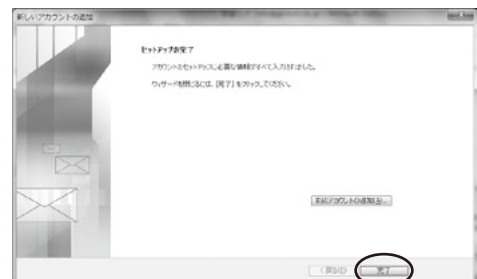 新しいアカウントの追加
セットアップの完了
アカウントのセットアップに必要な情報がすべて入力されました。
ウィザードを閉じるには、[完了] をクリックしてください。
別のアカウントの追加(A)...
< 戻る(B)
完了